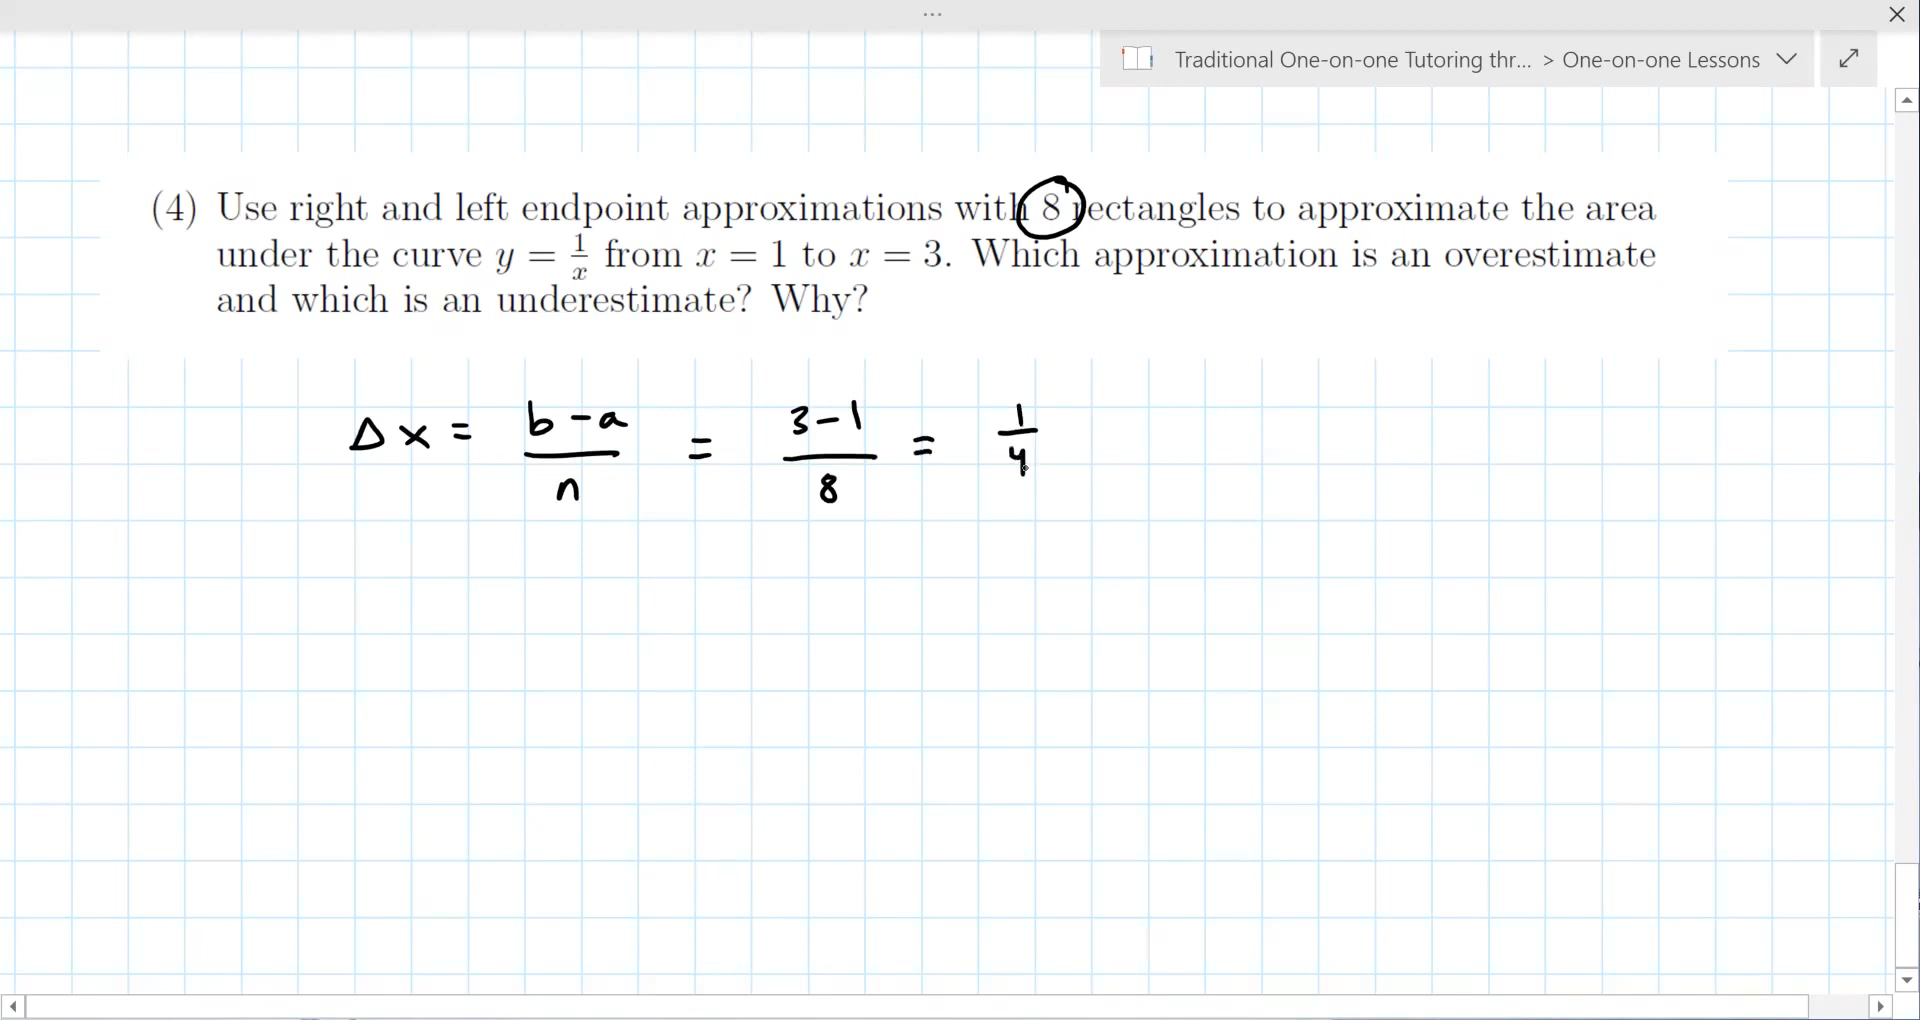 ...
Traditional One-on-one Tutoring thr... > One-on-one Lessons
(4) Use right and left endpoint approximations with 8 rectangles to approximate the area
under the curve y = 1/x from x = 1 to x = 3. Which approximation is an overestimate
and which is an underestimate? Why?
Δx = (b-a)/n = (3-1)/8 = 1/4